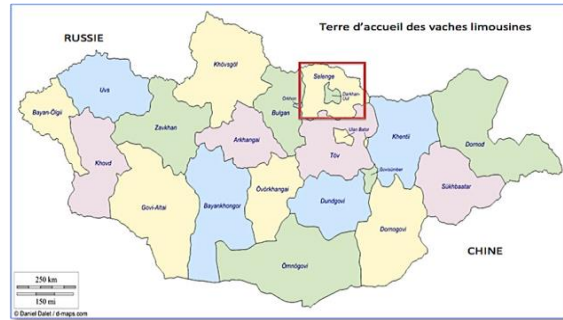 Terre d'accueil des vaches limousines
RUSSIE
Khövsgöl
Selenge
Darkhan-Uul
Uvs
Orkhon
Bayan-Ölgii
Zavkhan
Bulgan
Ulan Bator
Arkhangai
Khentii
Dornod
Khovd
Töv
Govisümber
Sükhbaatar
Govi-Altai
Bayankhongor
Övörkhangai
Dundgovi
Dornogovi
CHINE
Ömnögovi
250 km
150 mi
© Daniel Dalet / d-maps.com